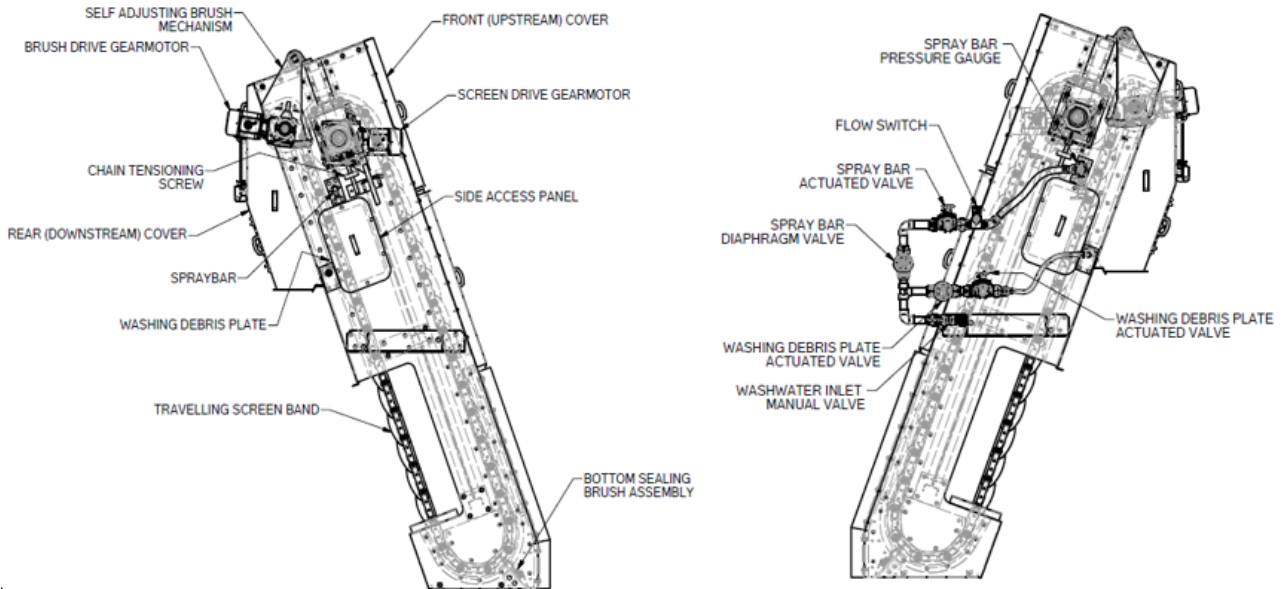 SELF ADJUSTING BRUSH
MECHANISM
BRUSH DRIVE GEARMOTOR
FRONT (UPSTREAM) COVER
SCREEN DRIVE GEARMOTOR
CHAIN TENSIONING
SCREW
SIDE ACCESS PANEL
REAR (DOWNSTREAM) COVER
SPRAYBAR
WASHING DEBRIS PLATE
TRAVELLING SCREEN BAND
BOTTOM SEALING
BRUSH ASSEMBLY
SPRAY BAR
PRESSURE GAUGE
FLOW SWITCH
SPRAY BAR
ACTUATED VALVE
SPRAY BAR
DIAPHRAGM VALVE
WASHING DEBRIS PLATE
ACTUATED VALVE
WASHING DEBRIS PLATE
ACTUATED VALVE
WASHWATER INLET
MANUAL VALVE